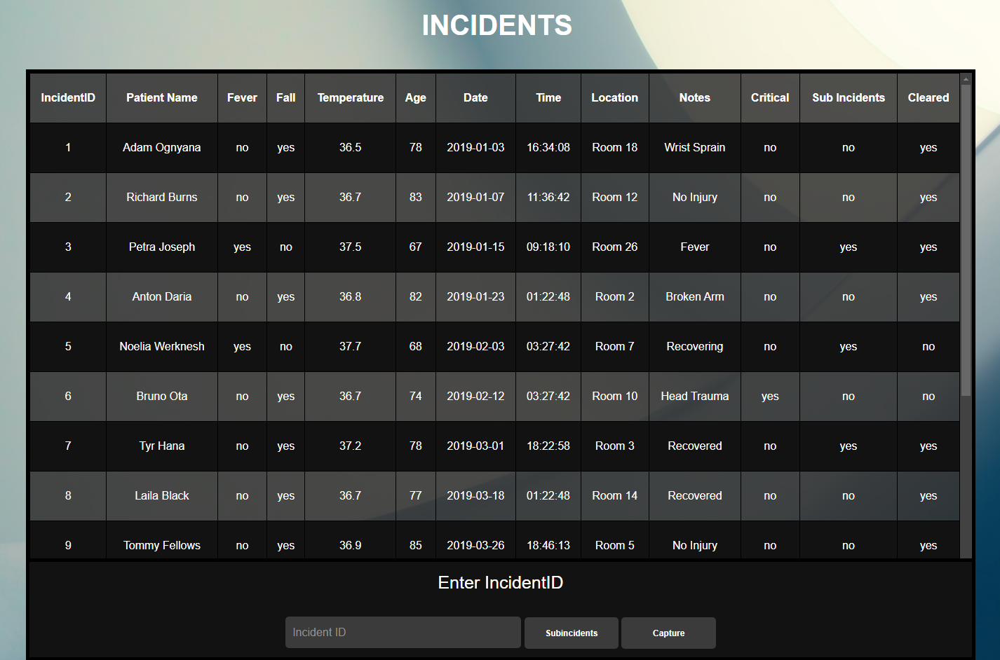 INCIDENTS
IncidentID Patient Name Fever Fall Temperature Age Date Time Location Notes Critical Sub Incidents Cleared
1 Adam Ognyana no yes 36.5 78 2019-01-03 16:34:08 Room 18 Wrist Sprain no no yes
2 Richard Burns no yes 36.7 83 2019-01-07 11:36:42 Room 12 No Injury no no yes
3 Petra Joseph yes no 37.5 67 2019-01-15 09:18:10 Room 26 Fever no yes yes
4 Anton Daria no yes 36.8 82 2019-01-23 01:22:48 Room 2 Broken Arm no no yes
5 Noelia Werknesh yes no 37.7 68 2019-02-03 03:27:42 Room 7 Recovering no yes no
6 Bruno Ota no yes 36.7 74 2019-02-12 03:27:42 Room 10 Head Trauma yes no no
7 Tyr Hana no yes 37.2 78 2019-03-01 18:22:58 Room 3 Recovered no yes yes
8 Laila Black no yes 36.7 77 2019-03-18 01:22:48 Room 14 Recovered no no yes
9 Tommy Fellows no yes 36.9 85 2019-03-26 18:46:13 Room 5 No Injury no no yes
Enter IncidentID
Incident ID Subincidents Capture